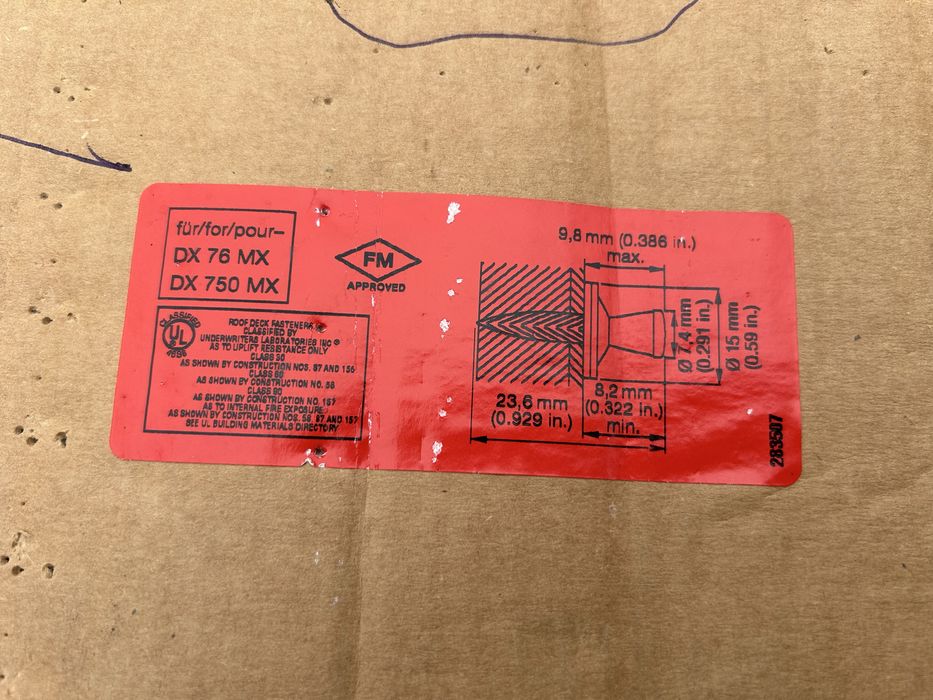 für/for/pour–
DX 76 MX
DX 750 MX
FM
APPROVED
CLASSIFIED
UL
ROOF DECK FASTENERS
CLASSIFIED BY
UNDERWRITERS LABORATORIES INC ®
AS TO UPLIFT RESISTANCE ONLY
CLASS 30
AS SHOWN BY CONSTRUCTION NOS. 87 AND 155
AS SHOWN BY CONSTRUCTION NO. 58
CLASS 90
AS SHOWN BY CONSTRUCTION NO. 157
AS TO INTERNAL FIRE EXPOSURE
AS SHOWN BY CONSTRUCTION NOS. 58, 87 AND 157
SEE UL BUILDING MATERIALS DIRECTORY
9,8 mm (0.386 in.)
max.
Ø 7,4 mm
(0.291 in.)
Ø 15 mm
(0.59 in.)
23,6 mm
(0.929 in.)
8,2 mm
(0.322 in.)
min.
283507